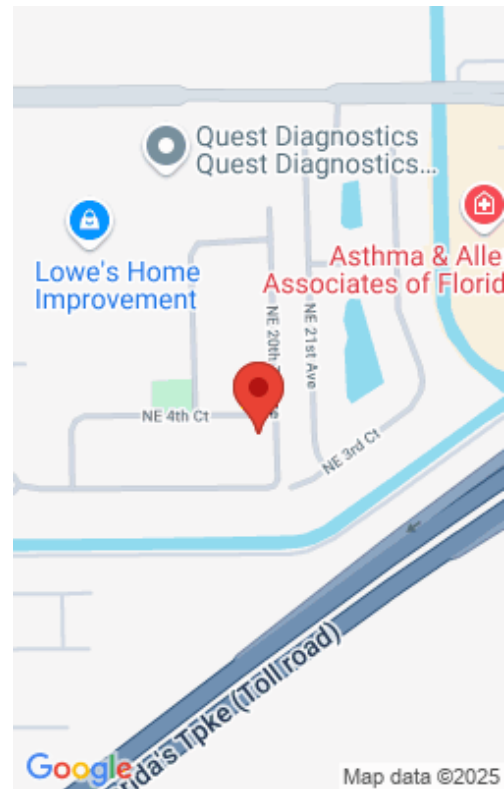 Quest Diagnostics
Quest Diagnostics...
Lowe's Home
Improvement
Asthma & Alle
Associates of Florid
NE 20th
NE 21st Ave
NE 4th Ct
NE 3rd Ct
rida's Tpke (Toll road)
Google
Map data ©2025